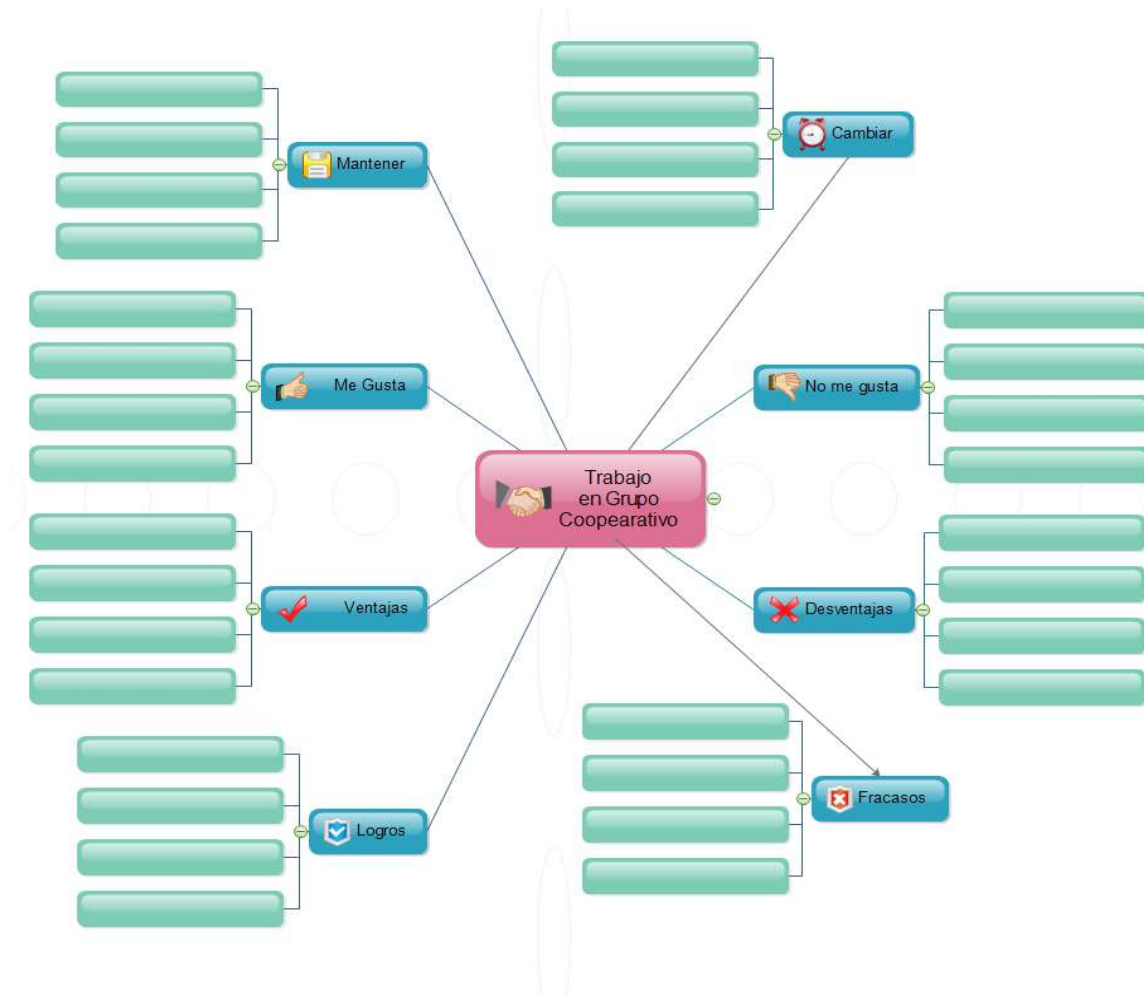 Cambiar
Mantener
Me Gusta
No me gusta
Trabajo
en Grupo
Coopearativo
Ventajas
Desventajas
Fracasos
Logros